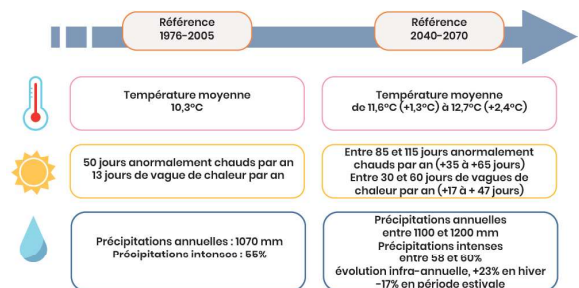 Référence
1976-2005
Référence
2040-2070
Température moyenne
10,3°C
Température moyenne
de 11,6°C (+1,3°C) à 12,7°C (+2,4°C)
50 jours anormalement chauds par an
13 jours de vague de chaleur par an
Entre 85 et 115 jours anormalement
chauds par an (+35 à +65 jours)
Entre 30 et 60 jours de vagues de
chaleur par an (+17 à + 47 jours)
Précipitations annuelles : 1070 mm
Précipitations intenses : 55%
Précipitations annuelles
entre 1100 et 1200 mm
Précipitations intenses
entre 58 et 60%
évolution infra-annuelle, +23% en hiver
-17% en période estivale